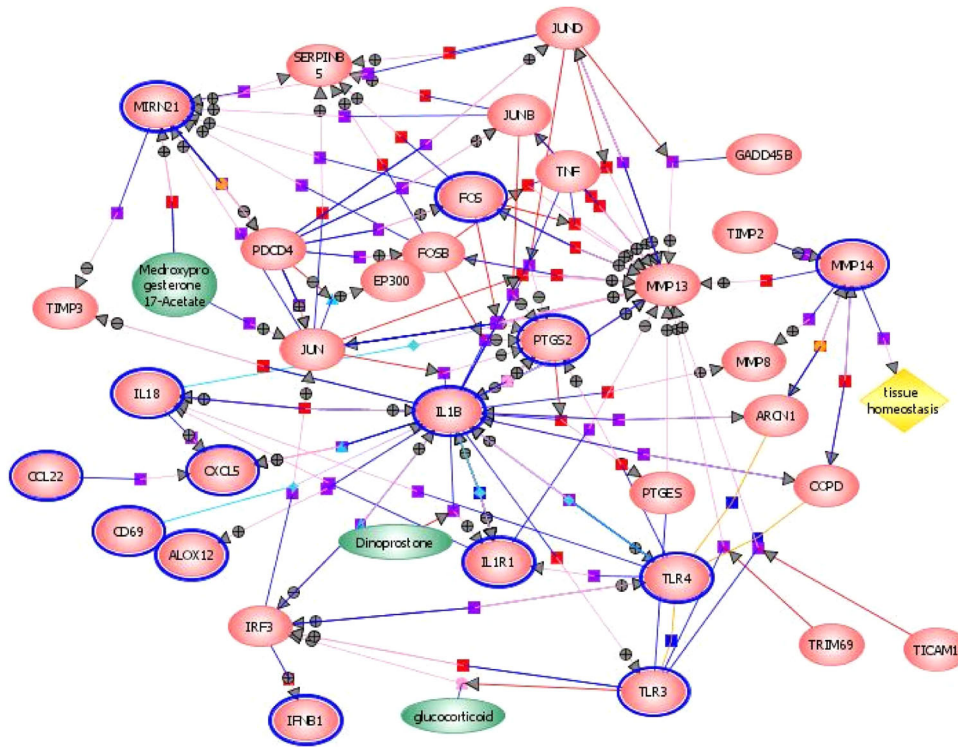 JUND
SERPINB
5
MIRN21
JUNB
GADD45B
TNF
FOS
TIMP2
PDCD4
FOSB
MMP14
EP300
Medroxypro
gesterone
17-Acetate
MMP13
TIMP3
JUN
PTGS2
MMP8
IL18
tissue
homeostasis
IL1B
ARCN1
CCL22
CXCL5
PTGES
COPD
CD69
Dinoprostone
ALOX12
IL1R1
TLR4
IRF3
TRIM69
TICAM1
TLR3
IFNB1
glucocorticoid